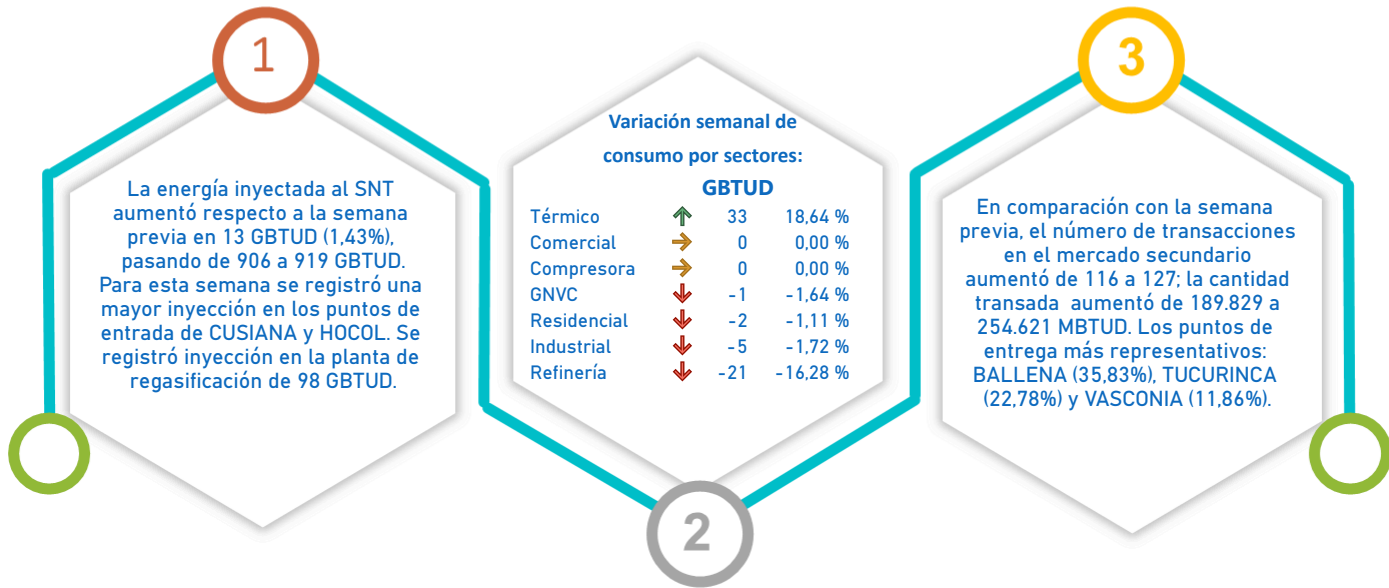 1
La energía inyectada al SNT
aumentó respecto a la semana
previa en 13 GBTUD (1,43%),
pasando de 906 a 919 GBTUD.
Para esta semana se registró una
mayor inyección en los puntos de
entrada de CUSIANA y HOCOL. Se
registró inyección en la planta de
regasificación de 98 GBTUD.
Variación semanal de
consumo por sectores:
GBTUD
Térmico 33 18,64 %
Comercial 0 0,00 %
Compresora 0 0,00 %
GNVC -1 -1,64 %
Residencial -2 -1,11 %
Industrial -5 -1,72 %
Refinería -21 -16,28 %
2
3
En comparación con la semana
previa, el número de transacciones
en el mercado secundario
aumentó de 116 a 127; la cantidad
transada aumentó de 189.829 a
254.621 MBTUD. Los puntos de
entrega más representativos:
BALLENA (35,83%), TUCURINCA
(22,78%) y VASCONIA (11,86%).